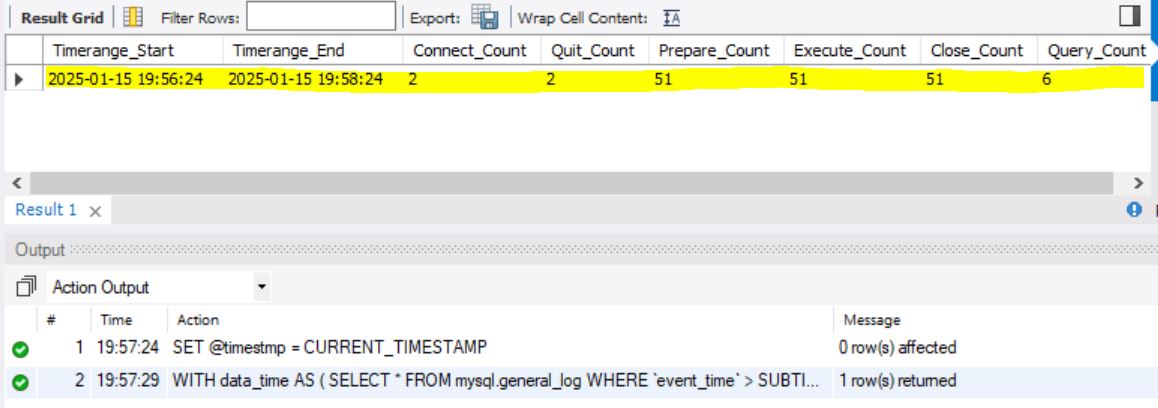 Result Grid Filter Rows: Export: Wrap Cell Content: IA
Timerange_Start Timerange_End Connect_Count Quit_Count Prepare_Count Execute_Count Close_Count Query_Count
2025-01-15 19:56:24 2025-01-15 19:58:24 2 2 51 51 51 6
Result 1
Output
Action Output
# Time Action Message
1 19:57:24 SET @timestmp = CURRENT_TIMESTAMP 0 row(s) affected
2 19:57:29 WITH data_time AS ( SELECT * FROM mysql.general_log WHERE `event_time` > SUBTI... 1 row(s) returned